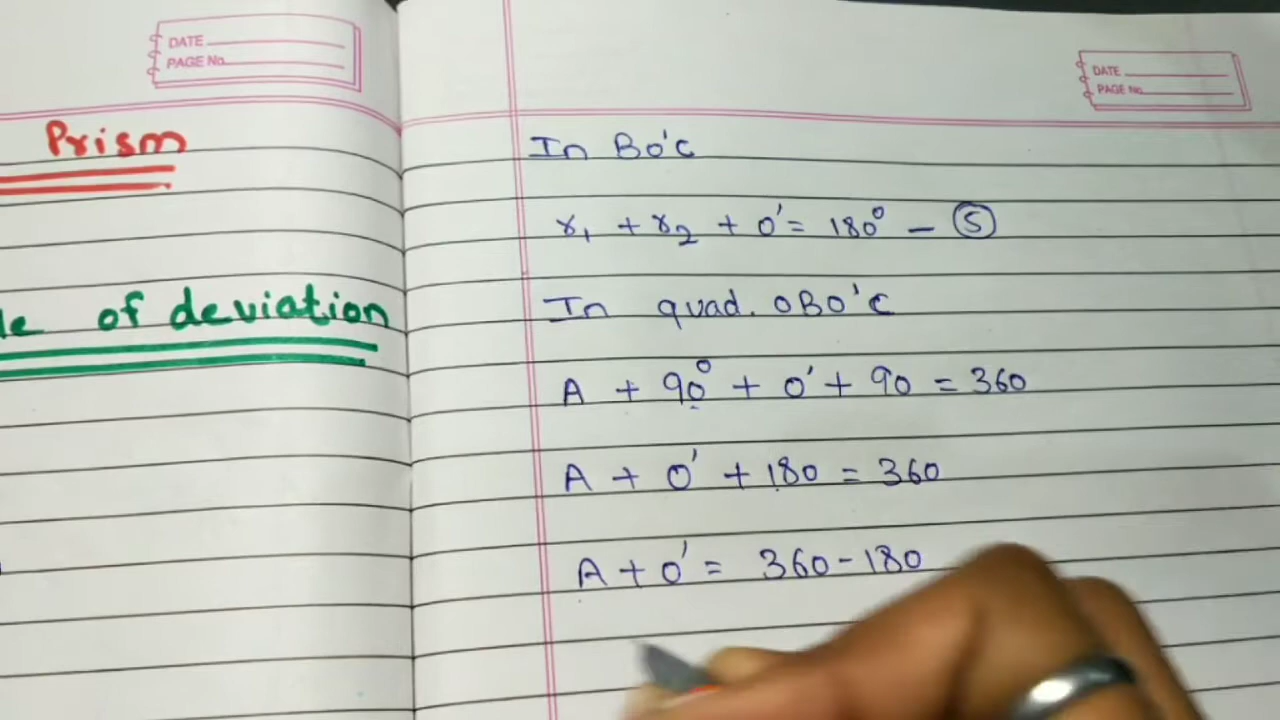 DATE
PAGE No.
Prism
le of deviation
DATE
PAGE No.
In BO'C
r₁ + r₂ + O' = 180° - ⑤
In quad. OBO'C
A + 90° + O' + 90 = 360
A + O' + 180 = 360
A + O' = 360 - 180